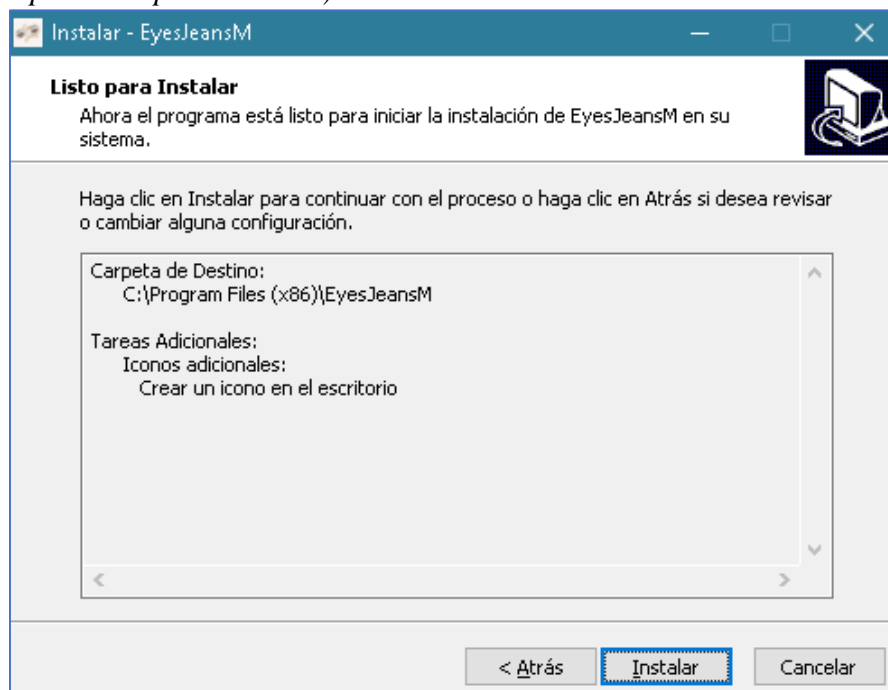 Instalar - EyesJeansM
Listo para Instalar
Ahora el programa está listo para iniciar la instalación de EyesJeansM en su
sistema.
Haga clic en Instalar para continuar con el proceso o haga clic en Atrás si desea revisar
o cambiar alguna configuración.
Carpeta de Destino:
C:\Program Files (x86)\EyesJeansM
Tareas Adicionales:
Iconos adicionales:
Crear un icono en el escritorio
< Atrás Instalar Cancelar